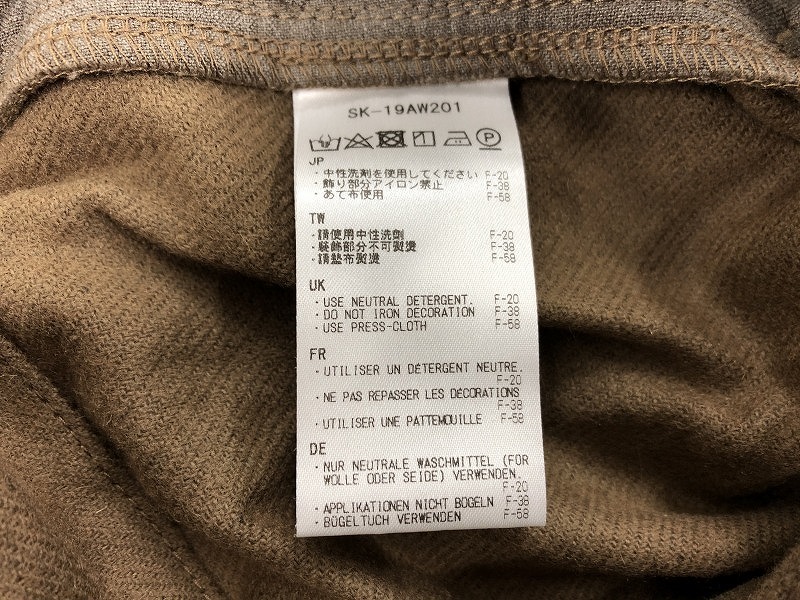 SK-19AW201
JP
・中性洗剤を使用してください F-20
・飾り部分アイロン禁止 F-38
・あて布使用 F-58
TW
・請使用中性洗劑 F-20
・裝飾部分不可熨燙 F-38
・請墊布熨燙 F-58
UK
・USE NEUTRAL DETERGENT. F-20
・DO NOT IRON DECORATION F-38
・USE PRESS-CLOTH F-58
FR
・UTILISER UN DÉTERGENT NEUTRE.
F-20
・NE PAS REPASSER LES DÉCORATIONS
F-38
・UTILISER UNE PATTEMOUILLE F-58
DE
・NUR NEUTRALE WASCHMITTEL (FÜR
WOLLE ODER SEIDE) VERWENDEN.
F-20
・APPLIKATIONEN NICHT BÜGELN F-38
・BÜGELTUCH VERWENDEN F-58